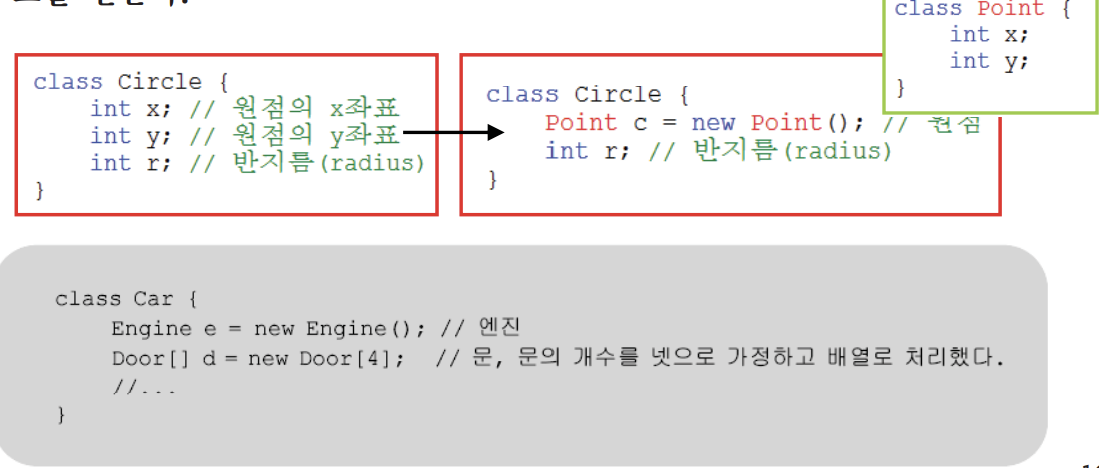 class Point {
int x;
int y;
}
class Circle {
int x; // 원점의 x좌표
int y; // 원점의 y좌표
int r; // 반지름(radius)
}
class Circle {
Point c = new Point(); // 원점
int r; // 반지름(radius)
}
class Car {
Engine e = new Engine(); // 엔진
Door[] d = new Door[4]; // 문, 문의 개수를 넷으로 가정하고 배열로 처리했다.
//...
}